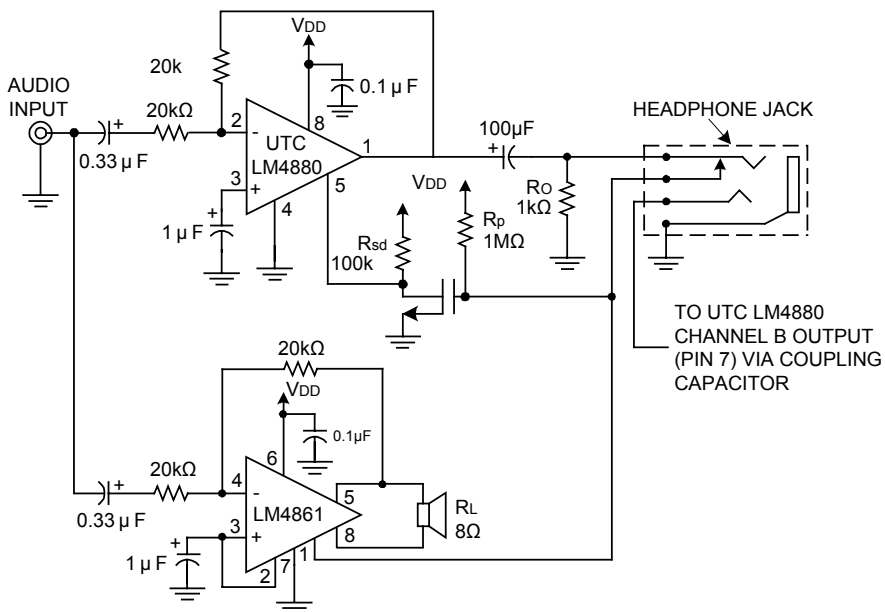 VDD
20k
0.1 µ F
AUDIO
INPUT
20kΩ
0.33 µ F
2
-
8
UTC
LM4880
1
3
+
5
4
1 µ F
100µF
+
HEADPHONE JACK
VDD
RO
1kΩ
Rp
1MΩ
Rsd
100k
TO UTC LM4880
CHANNEL B OUTPUT
(PIN 7) VIA COUPLING
CAPACITOR
20kΩ
VDD
0.1µF
6
20kΩ
+
0.33 µ F
4
-
LM4861
5
8
RL
8Ω
3
+
1 µ F
+
2
7
1
+
+